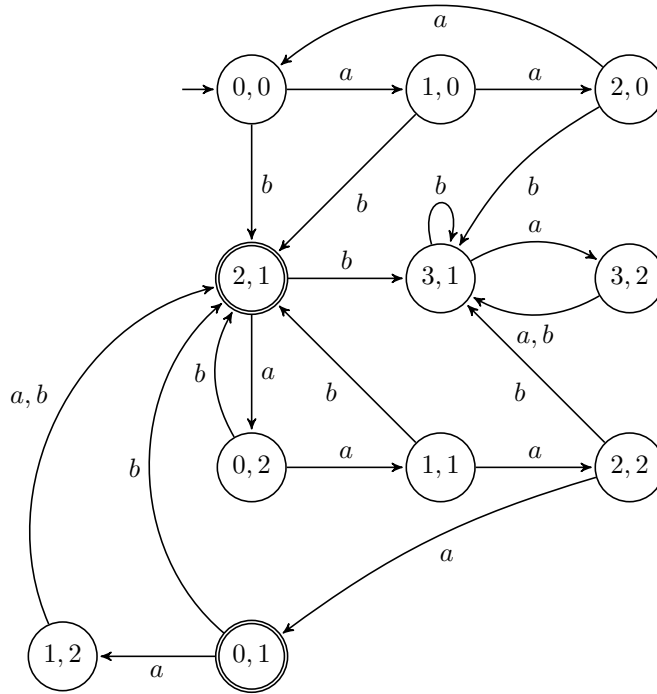 a
0, 0 a 1, 0 a 2, 0
b b b
b a
2, 1 b 3, 1 3, 2
a, b b a b a, b b
0, 2 a 1, 1 a 2, 2
b a
1, 2 a 0, 1